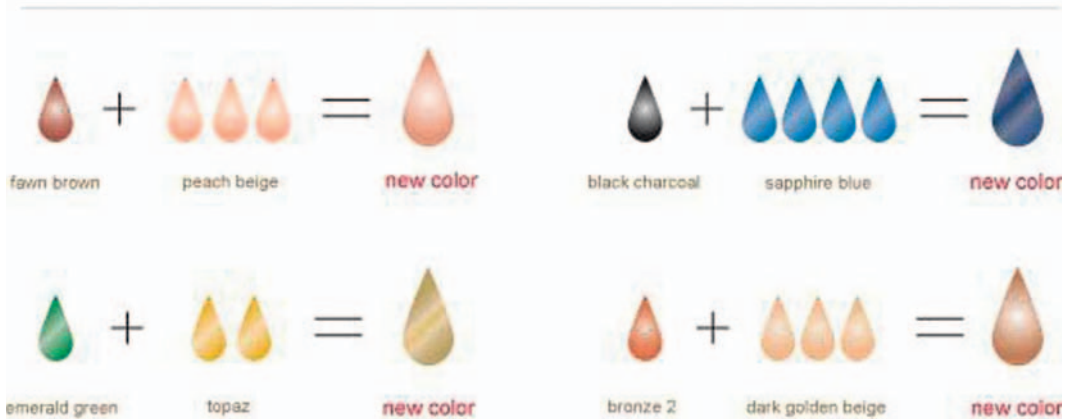 + = + =
fawn brown peach beige new color black charcoal sapphire blue new color
+ = + =
emerald green topaz new color bronze 2 dark golden beige new color